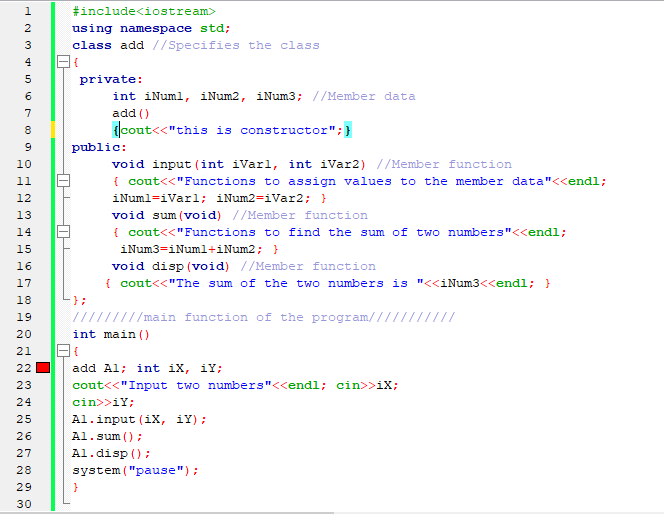 1 #include<iostream>
2 using namespace std;
3 class add //Specifies the class
4 {
5 private:
6 int iNum1, iNum2, iNum3; //Member data
7 add()
8 {cout<<"this is constructor";}
9 public:
10 void input(int iVar1, int iVar2) //Member function
11 { cout<<"Functions to assign values to the member data"<<endl;
12 iNum1=iVar1; iNum2=iVar2; }
13 void sum(void) //Member function
14 { cout<<"Functions to find the sum of two numbers"<<endl;
15 iNum3=iNum1+iNum2; }
16 void disp(void) //Member function
17 { cout<<"The sum of the two numbers is "<<iNum3<<endl; }
18 };
19 /////////main function of the program///////////
20 int main()
21 {
22 add A1; int iX, iY;
23 cout<<"Input two numbers"<<endl; cin>>iX;
24 cin>>iY;
25 A1.input(iX, iY);
26 A1.sum();
27 A1.disp();
28 system("pause");
29 }
30